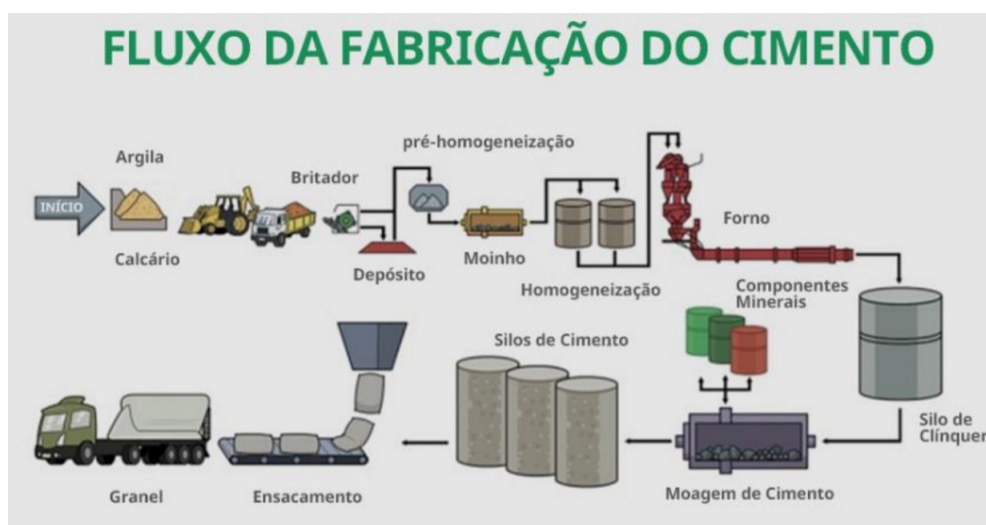 FLUXO DA FABRICAÇÃO DO CIMENTO
pré-homogeneização
Argila
Britador
INÍCIO
Forno
Calcário
Depósito
Moinho
Homogeneização
Componentes
Minerais
Silos de Cimento
Silo de
Clínquer
Granel
Ensacamento
Moagem de Cimento